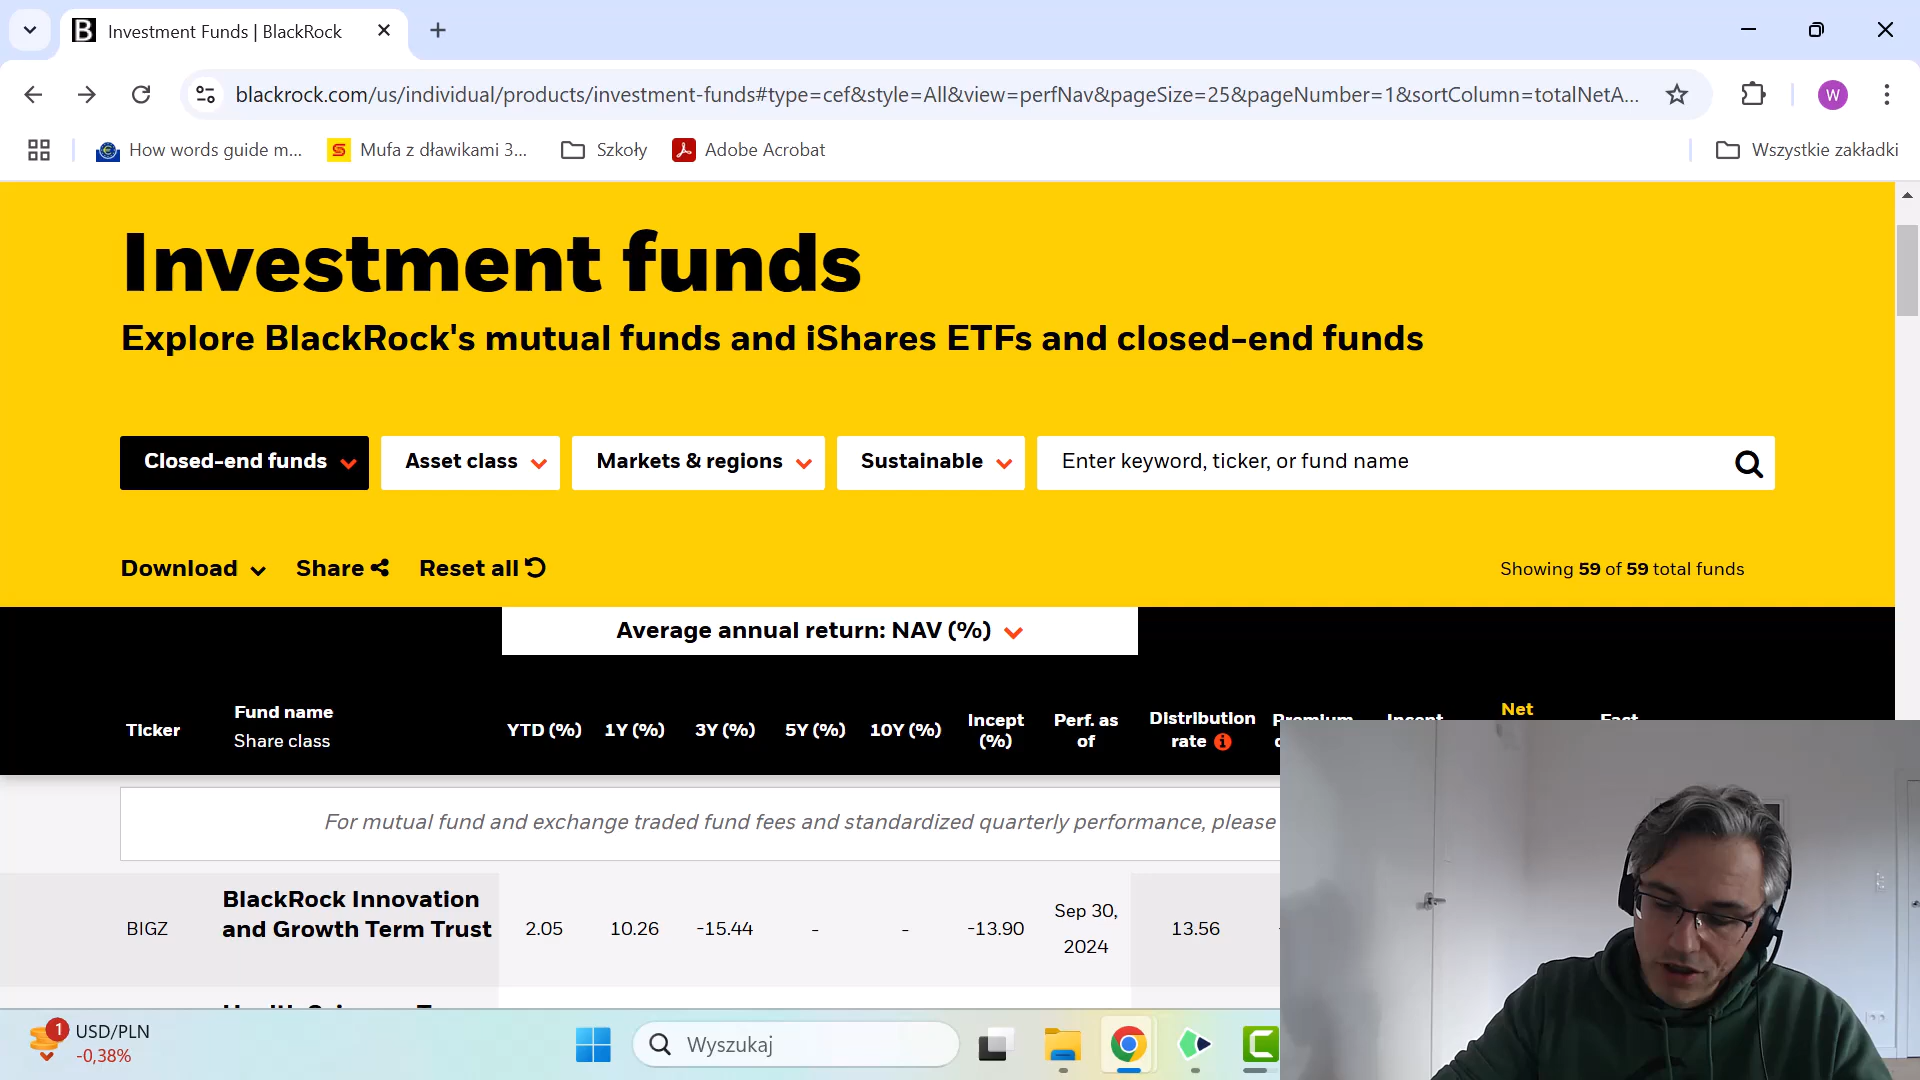 Investment Funds | BlackRock
blackrock.com/us/individual/products/investment-funds#type=cef&style=All&view=perfNav&pageSize=25&pageNumber=1&sortColumn=totalNetA...
W
How words guide m...
Mufa z dławikami 3...
Szkoły
Adobe Acrobat
Wszystkie zakładki
Investment funds
Explore BlackRock's mutual funds and iShares ETFs and closed-end funds
Closed-end funds
Asset class
Markets & regions
Sustainable
Enter keyword, ticker, or fund name
Download
Share
Reset all
Showing 59 of 59 total funds
Average annual return: NAV (%)
Ticker
Fund name
Share class
YTD (%)
1Y (%)
3Y (%)
5Y (%)
10Y (%)
Incept
(%)
Perf. as
of
Distribution
rate
Net
For mutual fund and exchange traded fund fees and standardized quarterly performance, please
BIGZ
BlackRock Innovation
and Growth Term Trust
2.05
10.26
-15.44
-
-
-13.90
Sep 30,
2024
13.56
1
USD/PLN
-0,38%
Wyszukaj